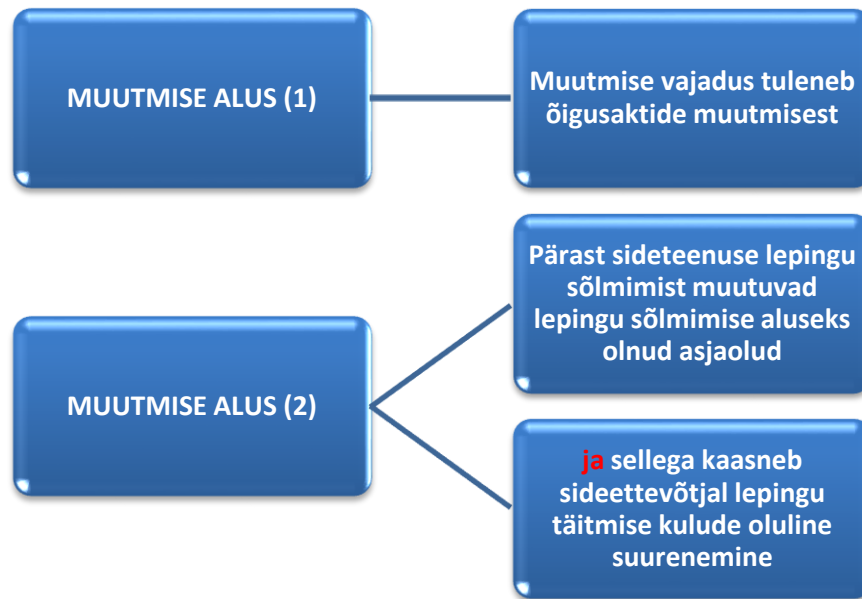 MUUTMISE ALUS (1)
Muutmise vajadus tuleneb
õigusaktide muutmisest
MUUTMISE ALUS (2)
Pärast sideteenuse lepingu
sõlmimist muutuvad
lepingu sõlmimise aluseks
olnud asjaolud
ja sellega kaasneb
sideettevõtjal lepingu
täitmise kulude oluline
suurenemine